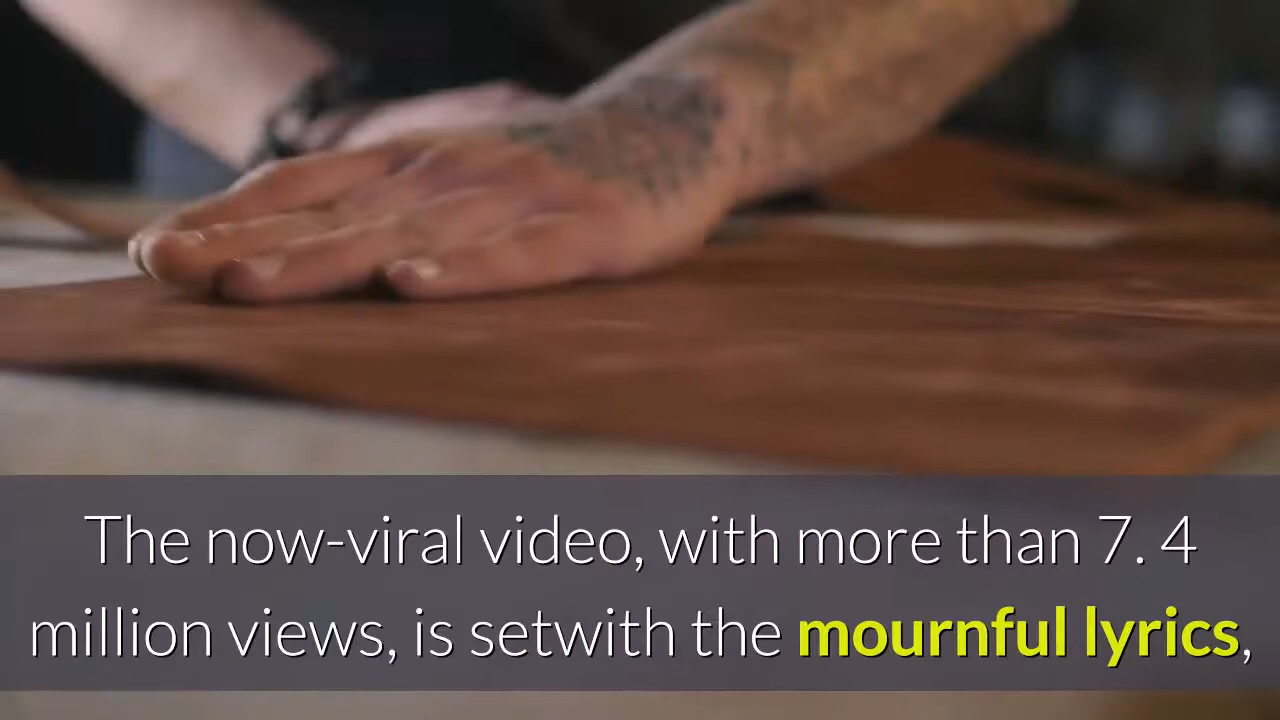 The now-viral video, with more than 7. 4
million views, is setwith the mournful lyrics,